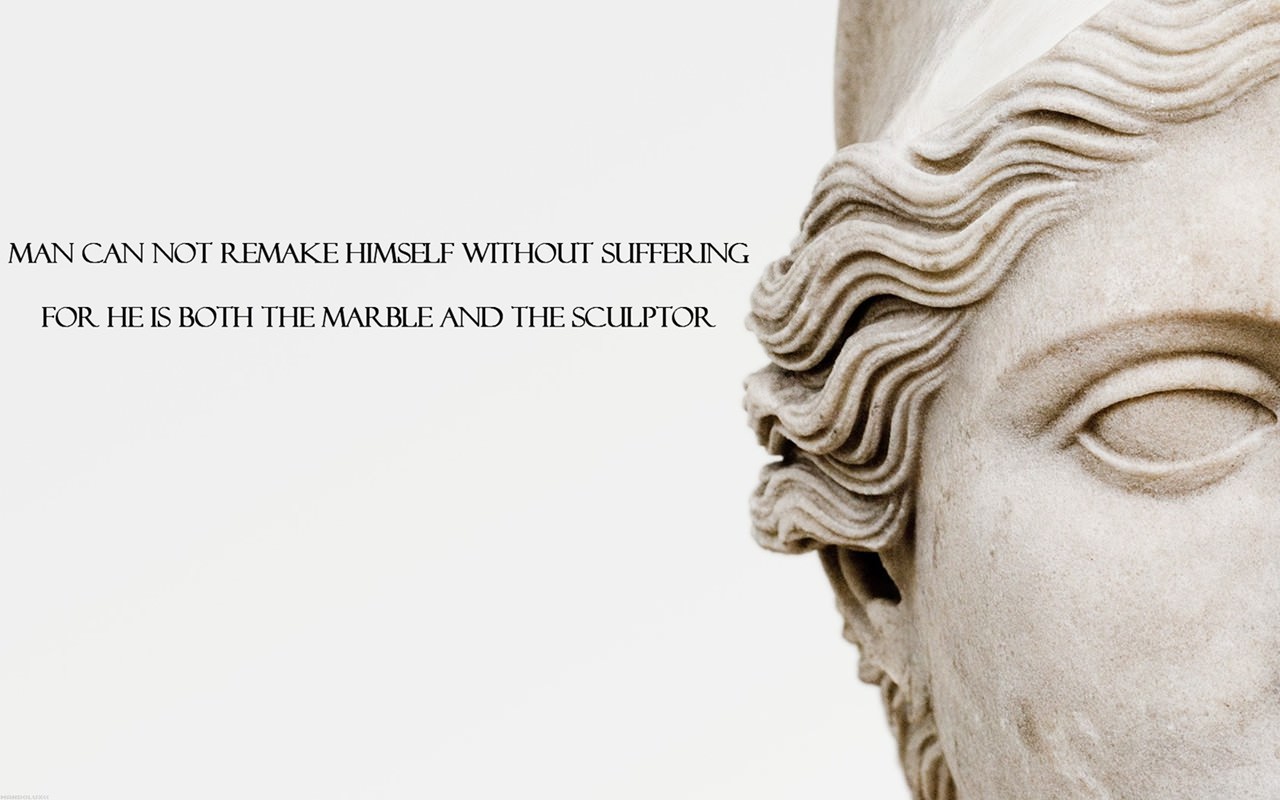 MAN CAN NOT REMAKE HIMSELF WITHOUT SUFFERING
FOR HE IS BOTH THE MARBLE AND THE SCULPTOR